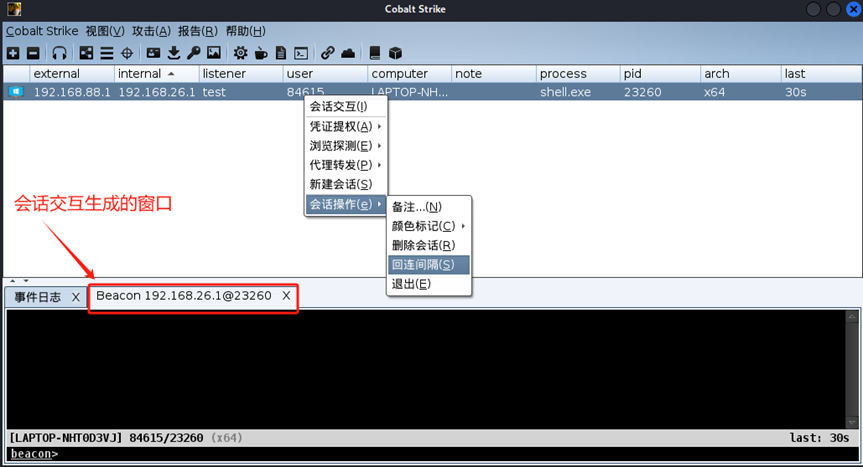 Cobalt Strike
Cobalt Strike 视图(V) 攻击(A) 报告(R) 帮助(H)
external internal listener user computer note process pid arch last
192.168.88.1 192.168.26.1 test 84615 LAPTOP-NH... shell.exe 23260 x64 30s
会话交互(I)
凭证提权(A)
浏览探测(E)
代理转发(P)
新建会话(S)
会话操作(e)
备注...(N)
颜色标记(C)
删除会话(R)
回连间隔(S)
退出(E)
会话交互生成的窗口
事件日志 X Beacon 192.168.26.1@23260 X
[LAPTOP-NHT0D3VJ] 84615/23260 (x64) last: 30s
beacon>